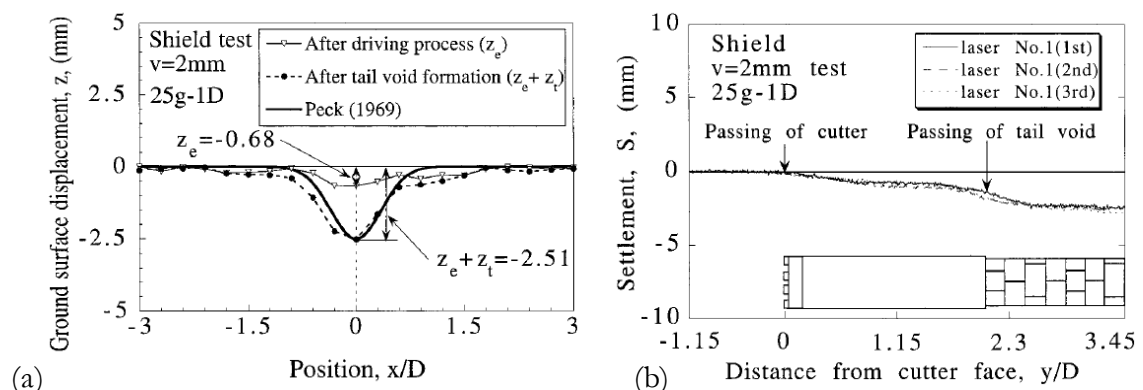 5
2.5
0
-2.5
-5
Ground surface displacement, z, (mm)
Shield test
v=2mm
25g-1D
After driving process (z_e)
After tail void formation (z_e + z_t)
Peck (1969)
z_e=-0.68
z_e + z_t=-2.51
-3 -1.5 0 1.5 3
Position, x/D
(a)
10
5
0
-5
-10
Settlement, S, (mm)
Shield
v=2mm test
25g-1D
laser No.1(1st)
laser No.1(2nd)
laser No.1(3rd)
Passing of cutter
Passing of tail void
-1.15 0 1.15 2.3 3.45
Distance from cutter face, y/D
(b)